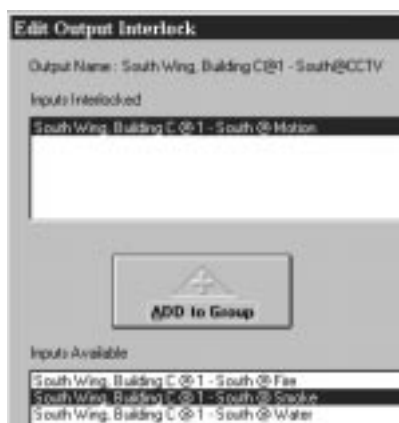 Edit Output Interlock
Output Name : South Wing, Building C@1 - South@CCTV
Inputs Interlocked
South Wing, Building C @ 1 - South @ Motion
ADD to Group
Inputs Available
South Wing, Building C @ 1 - South @ Fire
South Wing, Building C @ 1 - South @ Smoke
South Wing, Building C @ 1 - South @ Water